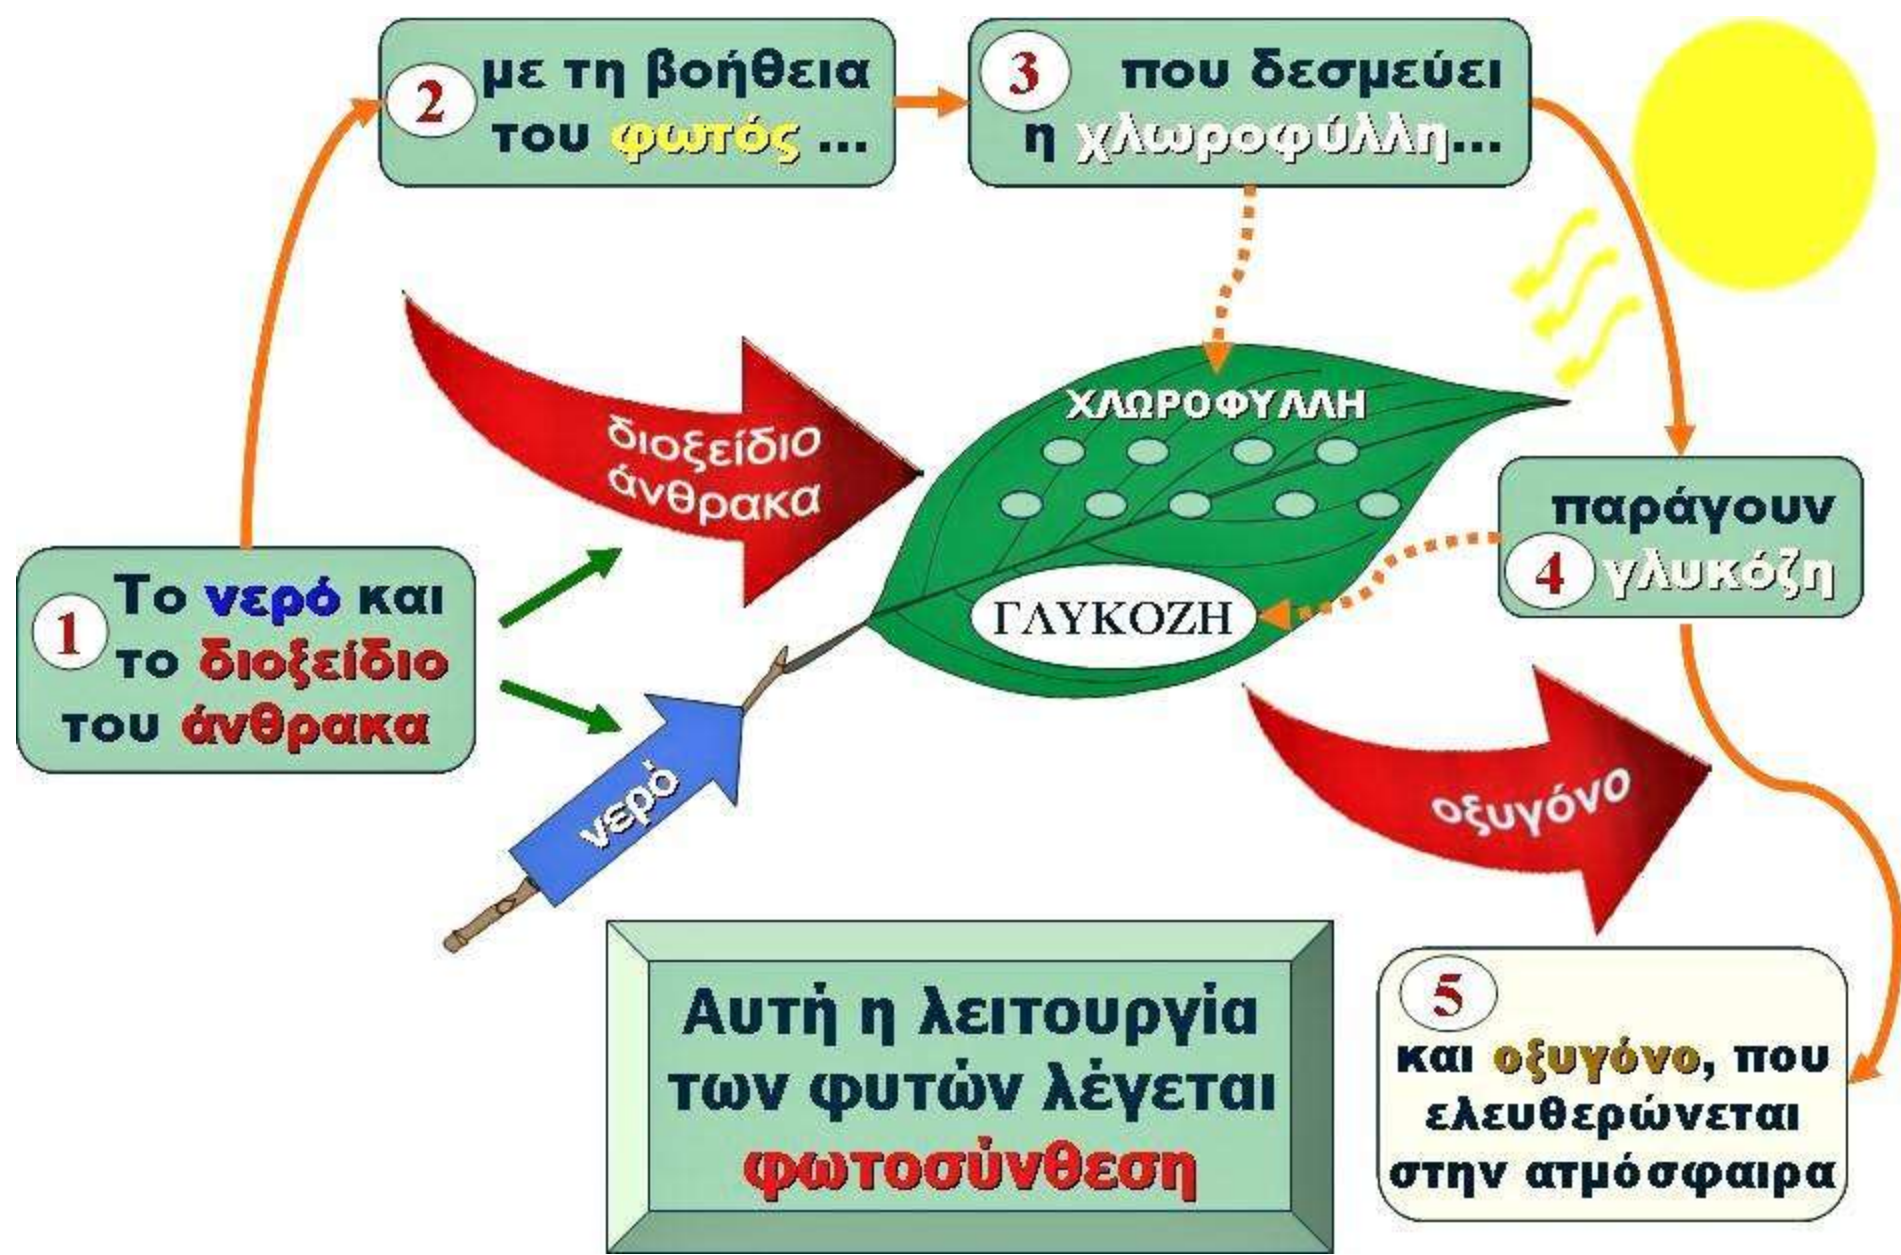 1
Το νερό και
το διοξείδιο
του άνθρακα
2
με τη βοήθεια
του φωτός ...
3
που δεσμεύει
η χλωροφύλλη...
διοξείδιο
άνθρακα
ΧΛΩΡΟΦΥΛΛΗ
ΓΛΥΚΟΖΗ
παράγουν
4 γλυκόζη
νερό
οξυγόνο
5
και οξυγόνο, που
ελευθερώνεται
στην ατμόσφαιρα
Αυτή η λειτουργία
των φυτών λέγεται
φωτοσύνθεση